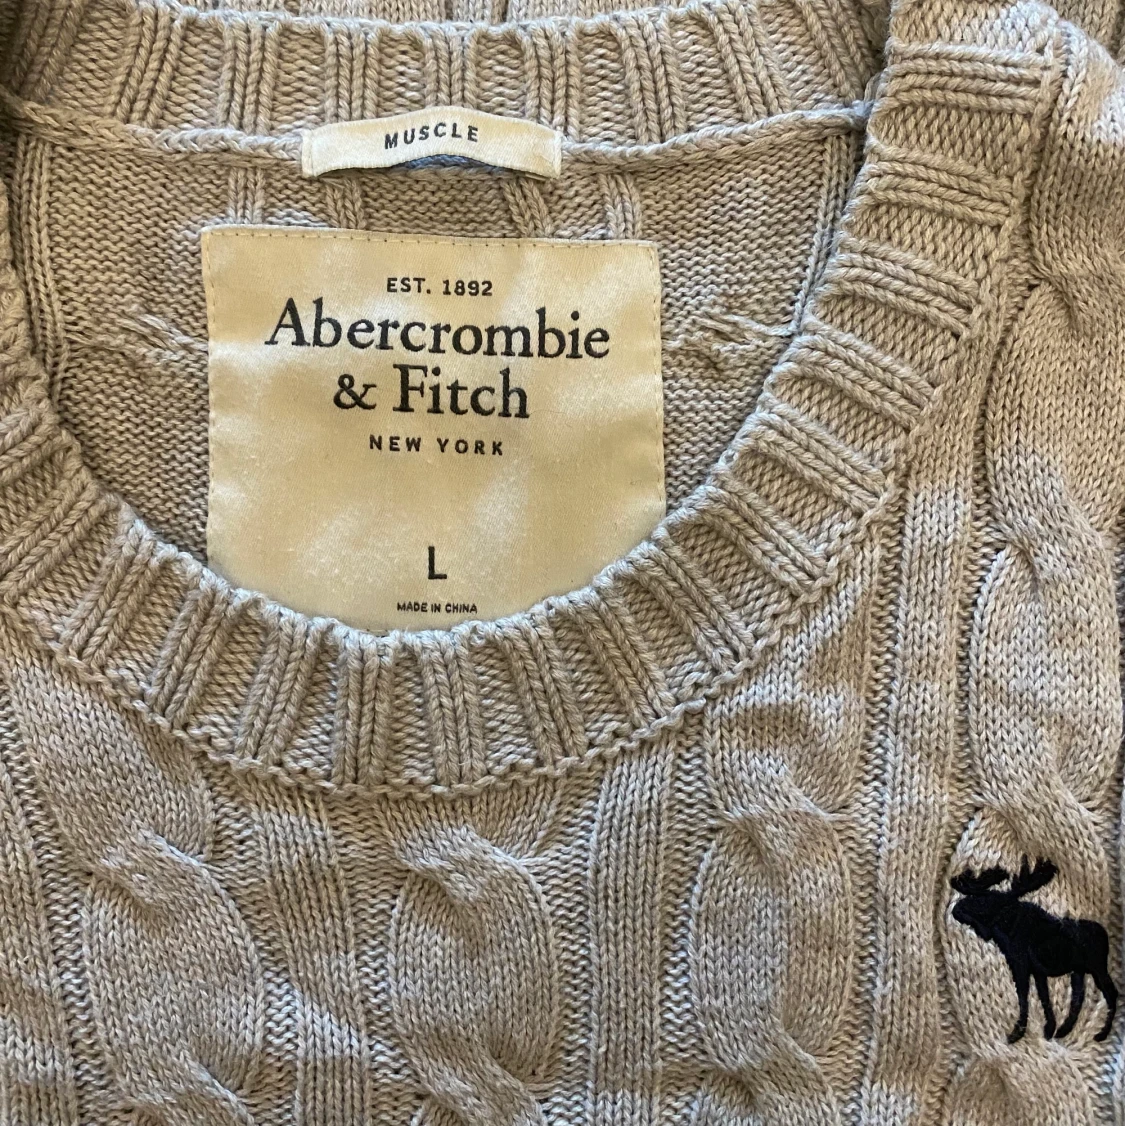 MUSCLE
EST. 1892
Abercrombie
& Fitch
NEW YORK
L
MADE IN CHINA